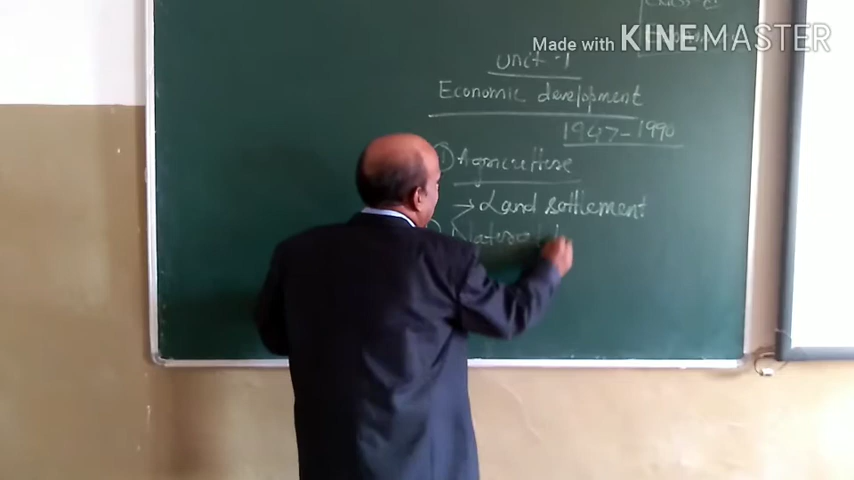 Made with KINEMASTER
Unit-1
Economic development
1947-1990
① Agriculture
→ Land settlement